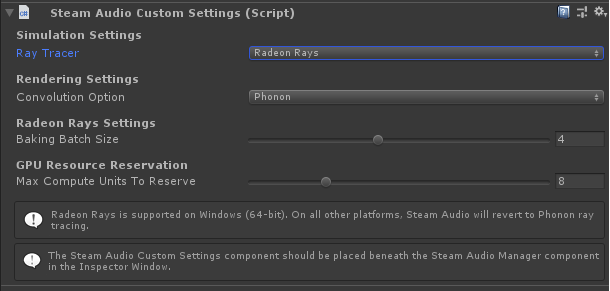 Steam Audio Custom Settings (Script)
Simulation Settings
Ray Tracer Radeon Rays
Rendering Settings
Convolution Option Phonon
Radeon Rays Settings
Baking Batch Size 4
GPU Resource Reservation
Max Compute Units To Reserve 8
Radeon Rays is supported on Windows (64-bit). On all other platforms, Steam Audio will revert to Phonon ray
tracing.
The Steam Audio Custom Settings component should be placed beneath the Steam Audio Manager component
in the Inspector Window.